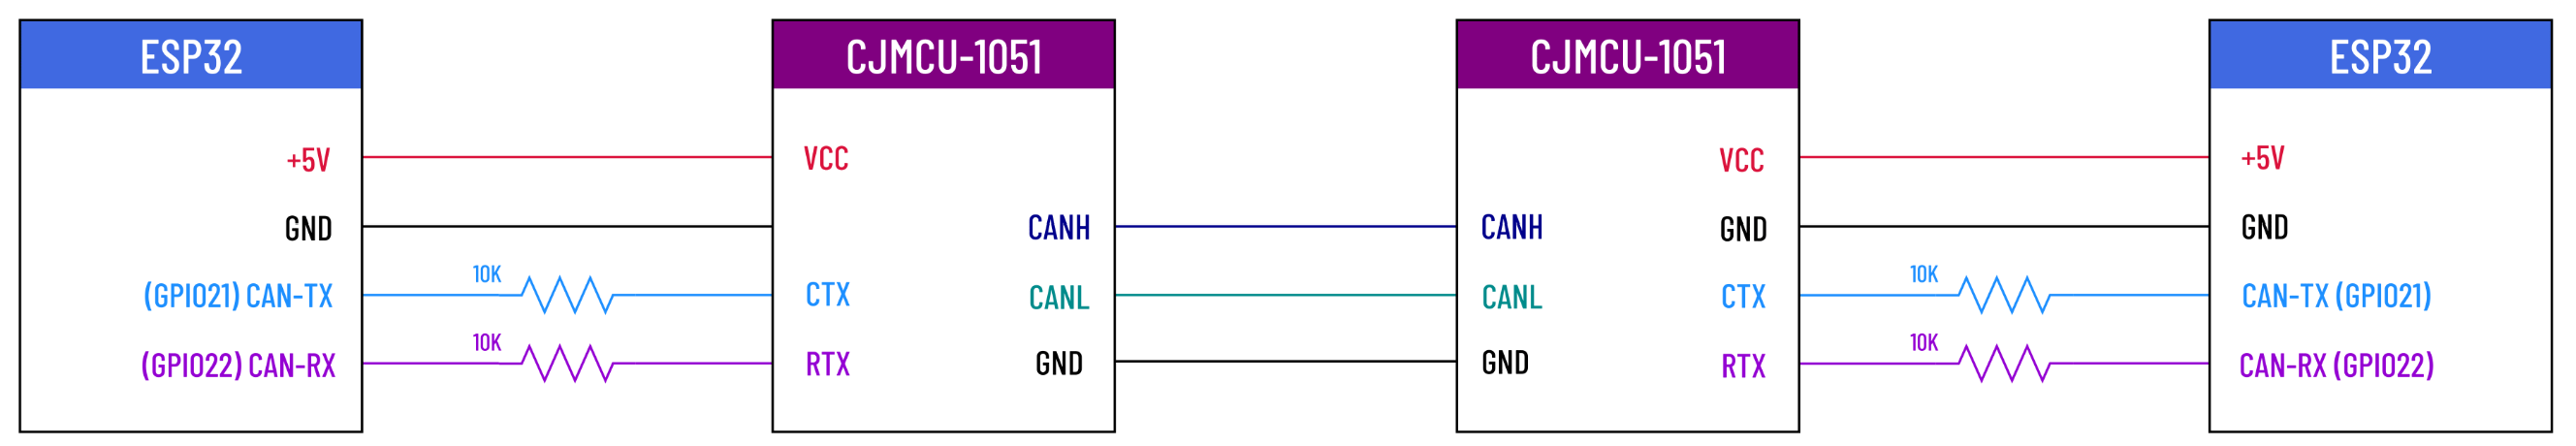 ESP32
+5V
GND
(GPIO21) CAN-TX
(GPIO22) CAN-RX
10K
10K
CJMCU-1051
VCC
CTX
RTX
CANH
CANL
GND
CJMCU-1051
CANH
CANL
GND
VCC
GND
CTX
RTX
10K
10K
ESP32
+5V
GND
CAN-TX (GPIO21)
CAN-RX (GPIO22)